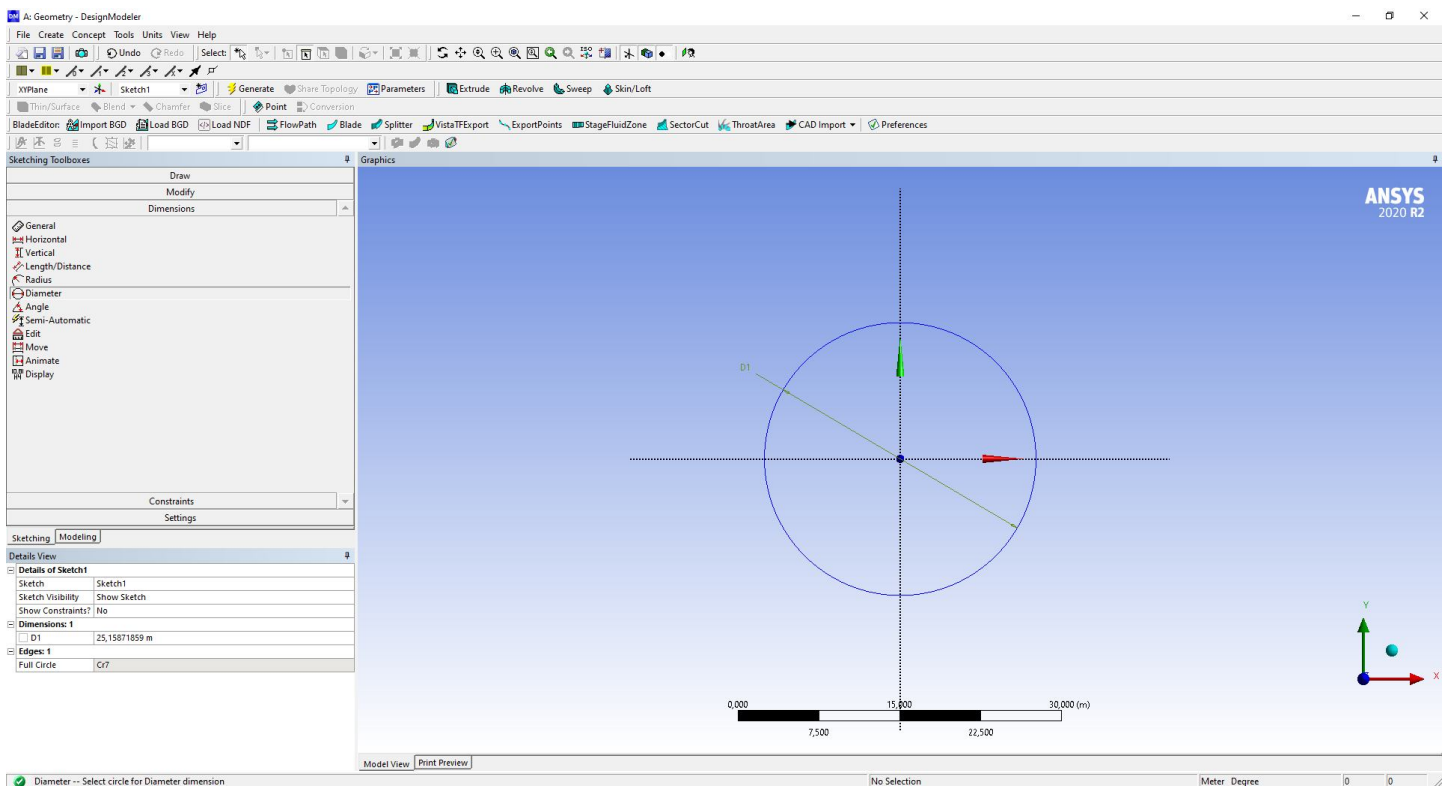 DM A: Geometry - DesignModeler
File Create Concept Tools Units View Help
Undo Redo Select:
XYPlane Sketch1 Generate Share Topology Parameters Extrude Revolve Sweep Skin/Loft
Thin/Surface Blend Chamfer Slice Point Conversion
BladeEditor: Import BGD Load BGD Load NDF FlowPath Blade Splitter VistaTFExport ExportPoints StageFluidZone SectorCut ThroatArea CAD Import Preferences
Sketching Toolboxes
Draw
Modify
Dimensions
General
Horizontal
Vertical
Length/Distance
Radius
Diameter
Angle
Semi-Automatic
Edit
Move
Animate
Display
Constraints
Settings
Sketching Modeling
Details View
Details of Sketch1
Sketch Sketch1
Sketch Visibility Show Sketch
Show Constraints? No
Dimensions: 1
D1 25,15871859 m
Edges: 1
Full Circle Cr7
Graphics
ANSYS
2020 R2
D1
Y
X
0,000 15,000 30,000 (m)
7,500 22,500
Model View Print Preview
Diameter -- Select circle for Diameter dimension No Selection Meter Degree 0 0